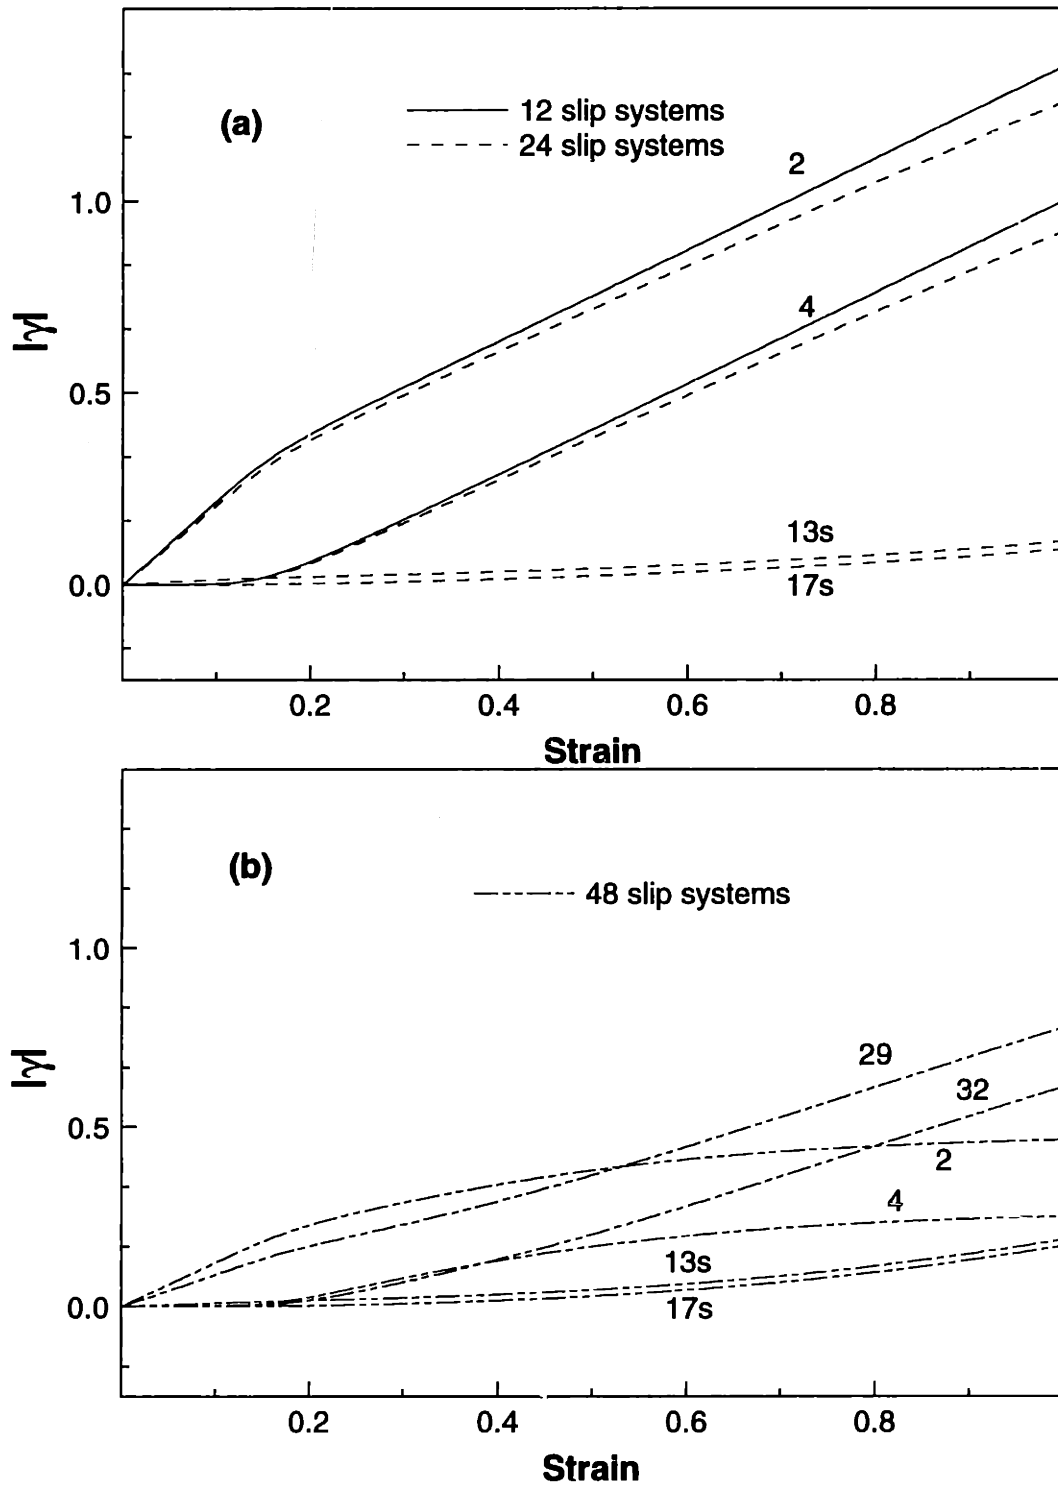 (a)
12 slip systems
24 slip systems
2
4
13s
17s
1.0
0.5
0.0
|γ|
0.2 0.4 0.6 0.8
Strain
(b)
48 slip systems
29
32
2
4
13s
17s
1.0
0.5
0.0
|γ|
0.2 0.4 0.6 0.8
Strain